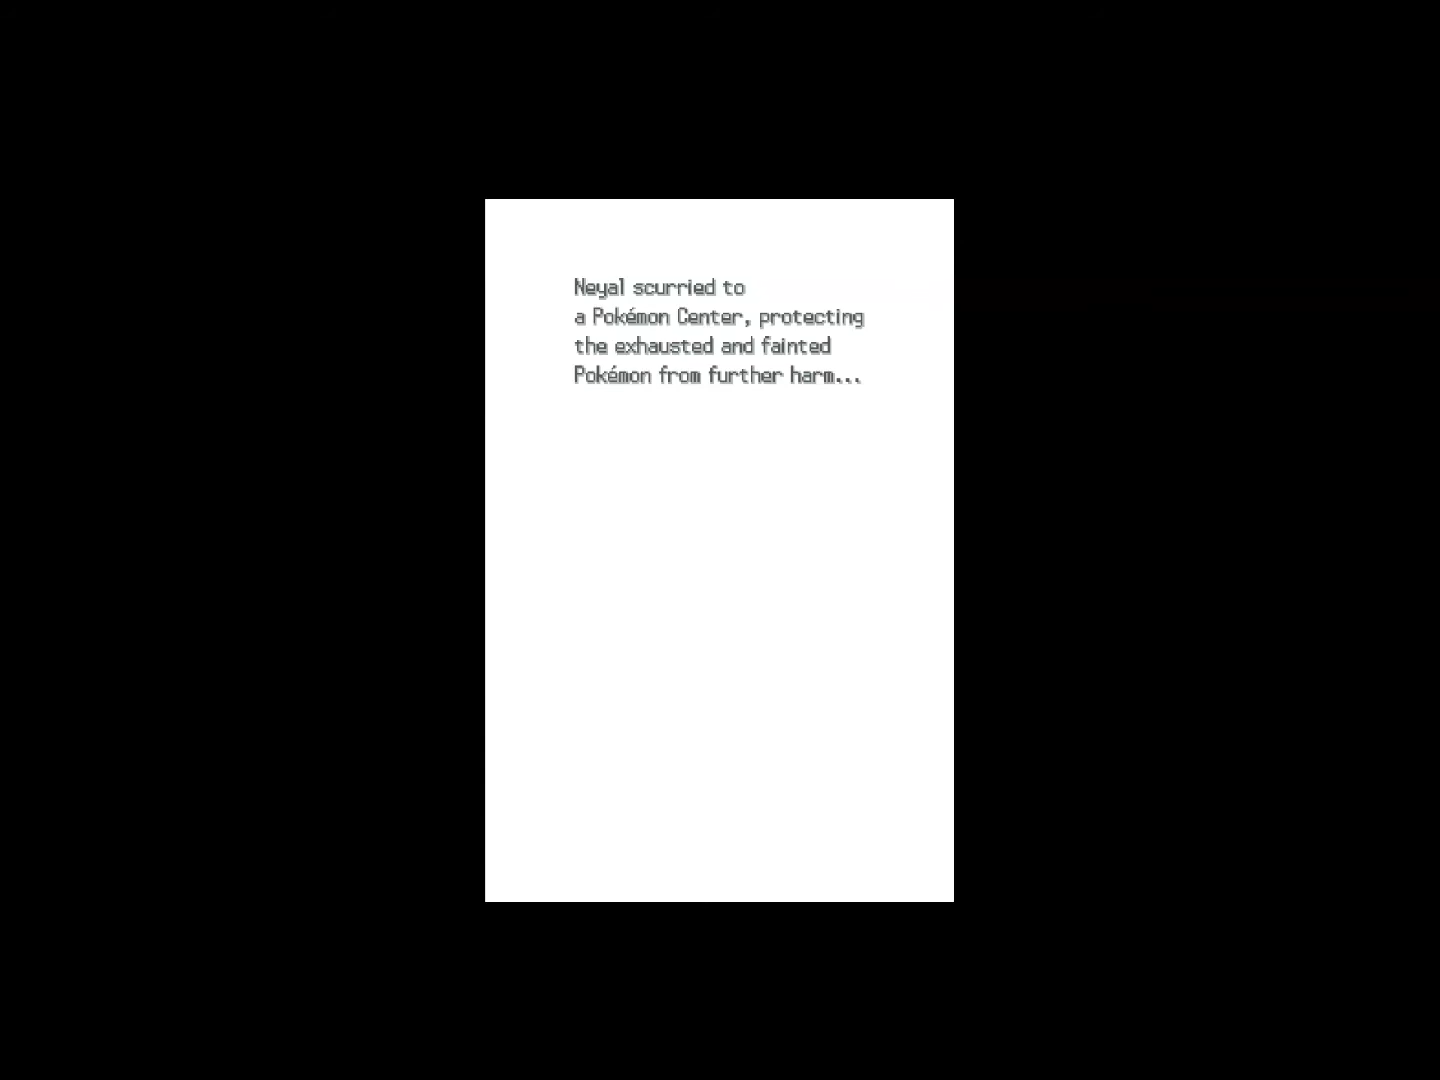 Neyal scurried to
a Pokémon Center, protecting
the exhausted and fainted
Pokémon from further harm...